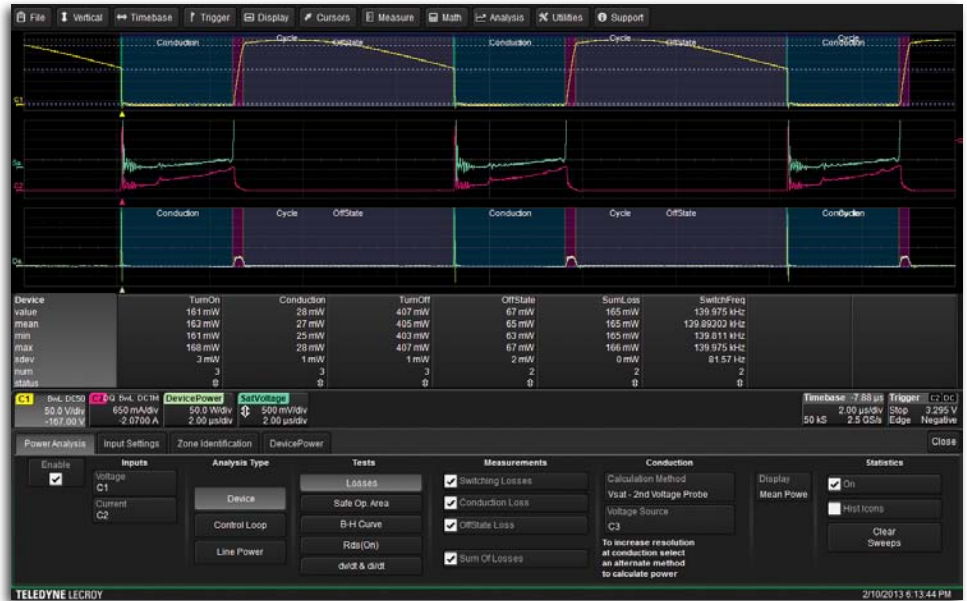 File Vertical Timebase Trigger Display Cursors Measure Math Analysis Utilities Support
Conduction Cycle OffState Conduction Cycle OffState Conduction Cycle
C1
C2
Conduction Cycle OffState Conduction Cycle OffState Conduction Cycle
Device TurnOn Conduction TurnOff OffState SumLoss SwitchFreq
value 161 mW 28 mW 407 mW 67 mW 165 mW 139.975 kHz
mean 163 mW 27 mW 405 mW 65 mW 165 mW 139.89303 kHz
min 161 mW 25 mW 403 mW 63 mW 165 mW 139.811 kHz
max 168 mW 28 mW 407 mW 67 mW 166 mW 139.975 kHz
sdev 3 mW 1 mW 1 mW 2 mW 0 mW 81.57 Hz
num 3 3 3 2 2 2
status
C1 BwL DC50 C2 DQ BwL DC1M DevicePower SatVoltage Timebase -7.88 µs Trigger C2 DC
50.0 V/div 650 mA/div 50.0 W/div 500 mV/div 2.00 µs/div Stop 3.295 V
-167.00 V -2.0700 A 2.00 µs/div 2.00 µs/div 50 kS 2.5 GS/s Edge Negative
Power Analysis Input Settings Zone Identification DevicePower Close
Enable Inputs Analysis Type Tests Measurements Conduction Statistics
Voltage
C1
Current
C2
Device
Control Loop
Line Power
Losses
Safe Op. Area
B-H Curve
Rds(On)
dv/dt & di/dt
Switching Losses
Conduction Loss
OffState Loss
Sum Of Losses
Calculation Method
Vsat - 2nd Voltage Probe
Voltage Source
C3
To increase resolution
at conduction select
an alternate method
to calculate power
Display
Mean Powe
On
Hist Icons
Clear
Sweeps
TELEDYNE LECROY 2/10/2013 6:13:44 PM